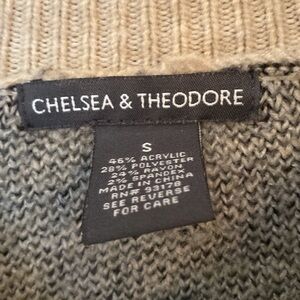 CHELSEA & THEODORE
S
46% ACRYLIC
28% POLYESTER
24% RAYON
2% SPANDEX
MADE IN CHINA
RN# 93178
SEE REVERSE
FOR CARE